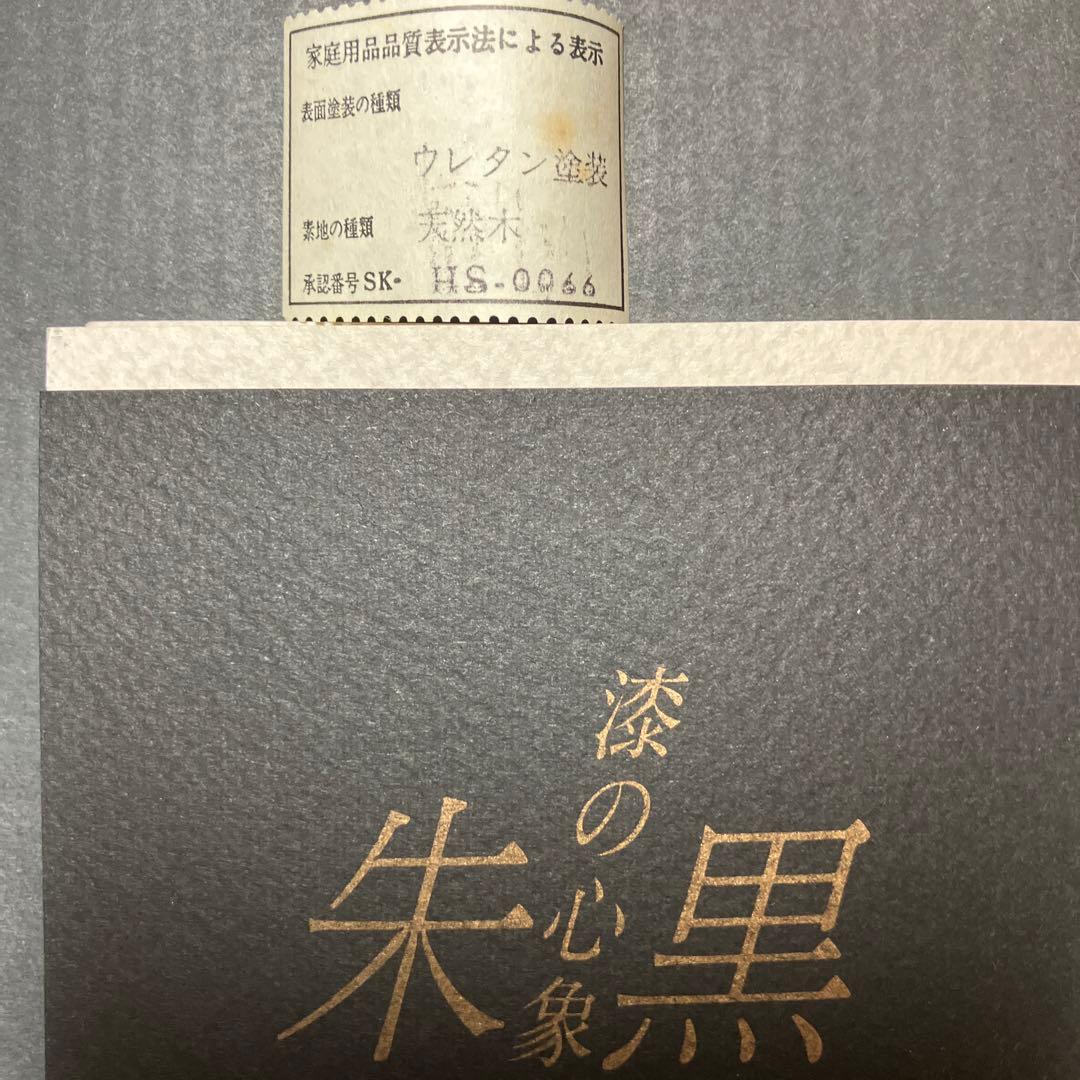 家庭用品品質表示法による表示
表面塗装の種類
ウレタン塗装
素地の種類 天然木
承認番号 SK- HS-0066
漆の心象
朱 黒